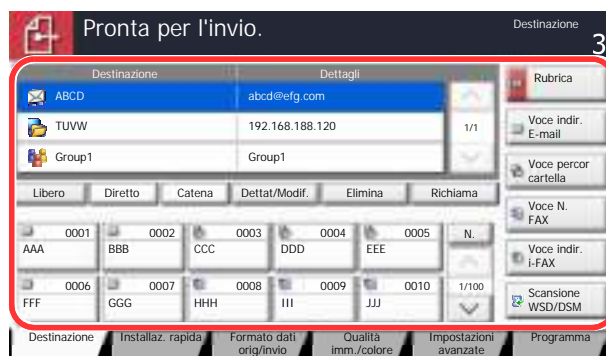 Pronta per l'invio.
Destinazione
3
Destinazione Dettagli
ABCD abcd@efg.com
TUVW 192.168.188.120
1/1
Group1 Group1
Libero Diretto Catena Dettat/Modif. Elimina Richiama
0001 0002 0003 0004 0005 N.
AAA BBB CCC DDD EEE
0006 0007 0008 0009 0010 1/100
FFF GGG HHH III JJJ
Rubrica
Voce indir.
E-mail
Voce percor
cartella
Voce N.
FAX
Voce indir.
i-FAX
Scansione
WSD/DSM
Destinazione Installaz. rapida Formato dati
orig/invio Qualità
imm./colore Impostazioni
avanzate Programma